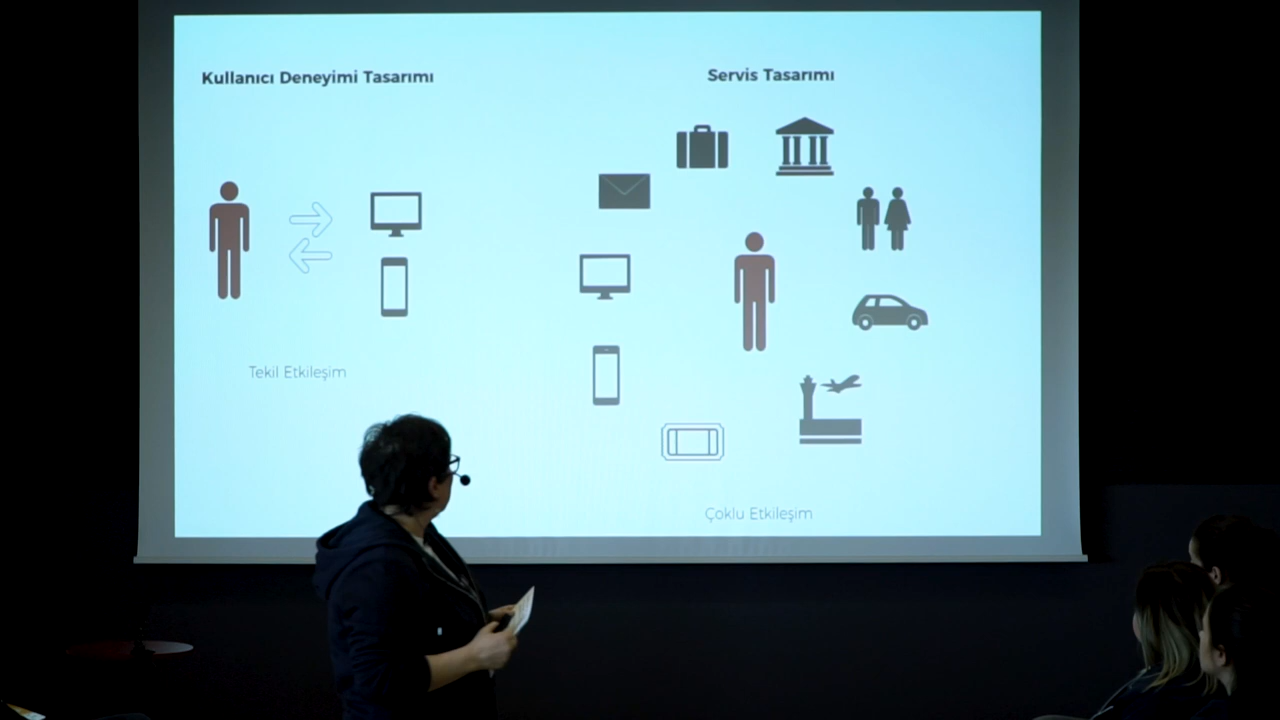 Kullanıcı Deneyimi Tasarımı
Servis Tasarımı
Tekil Etkileşim
Çoklu Etkileşim